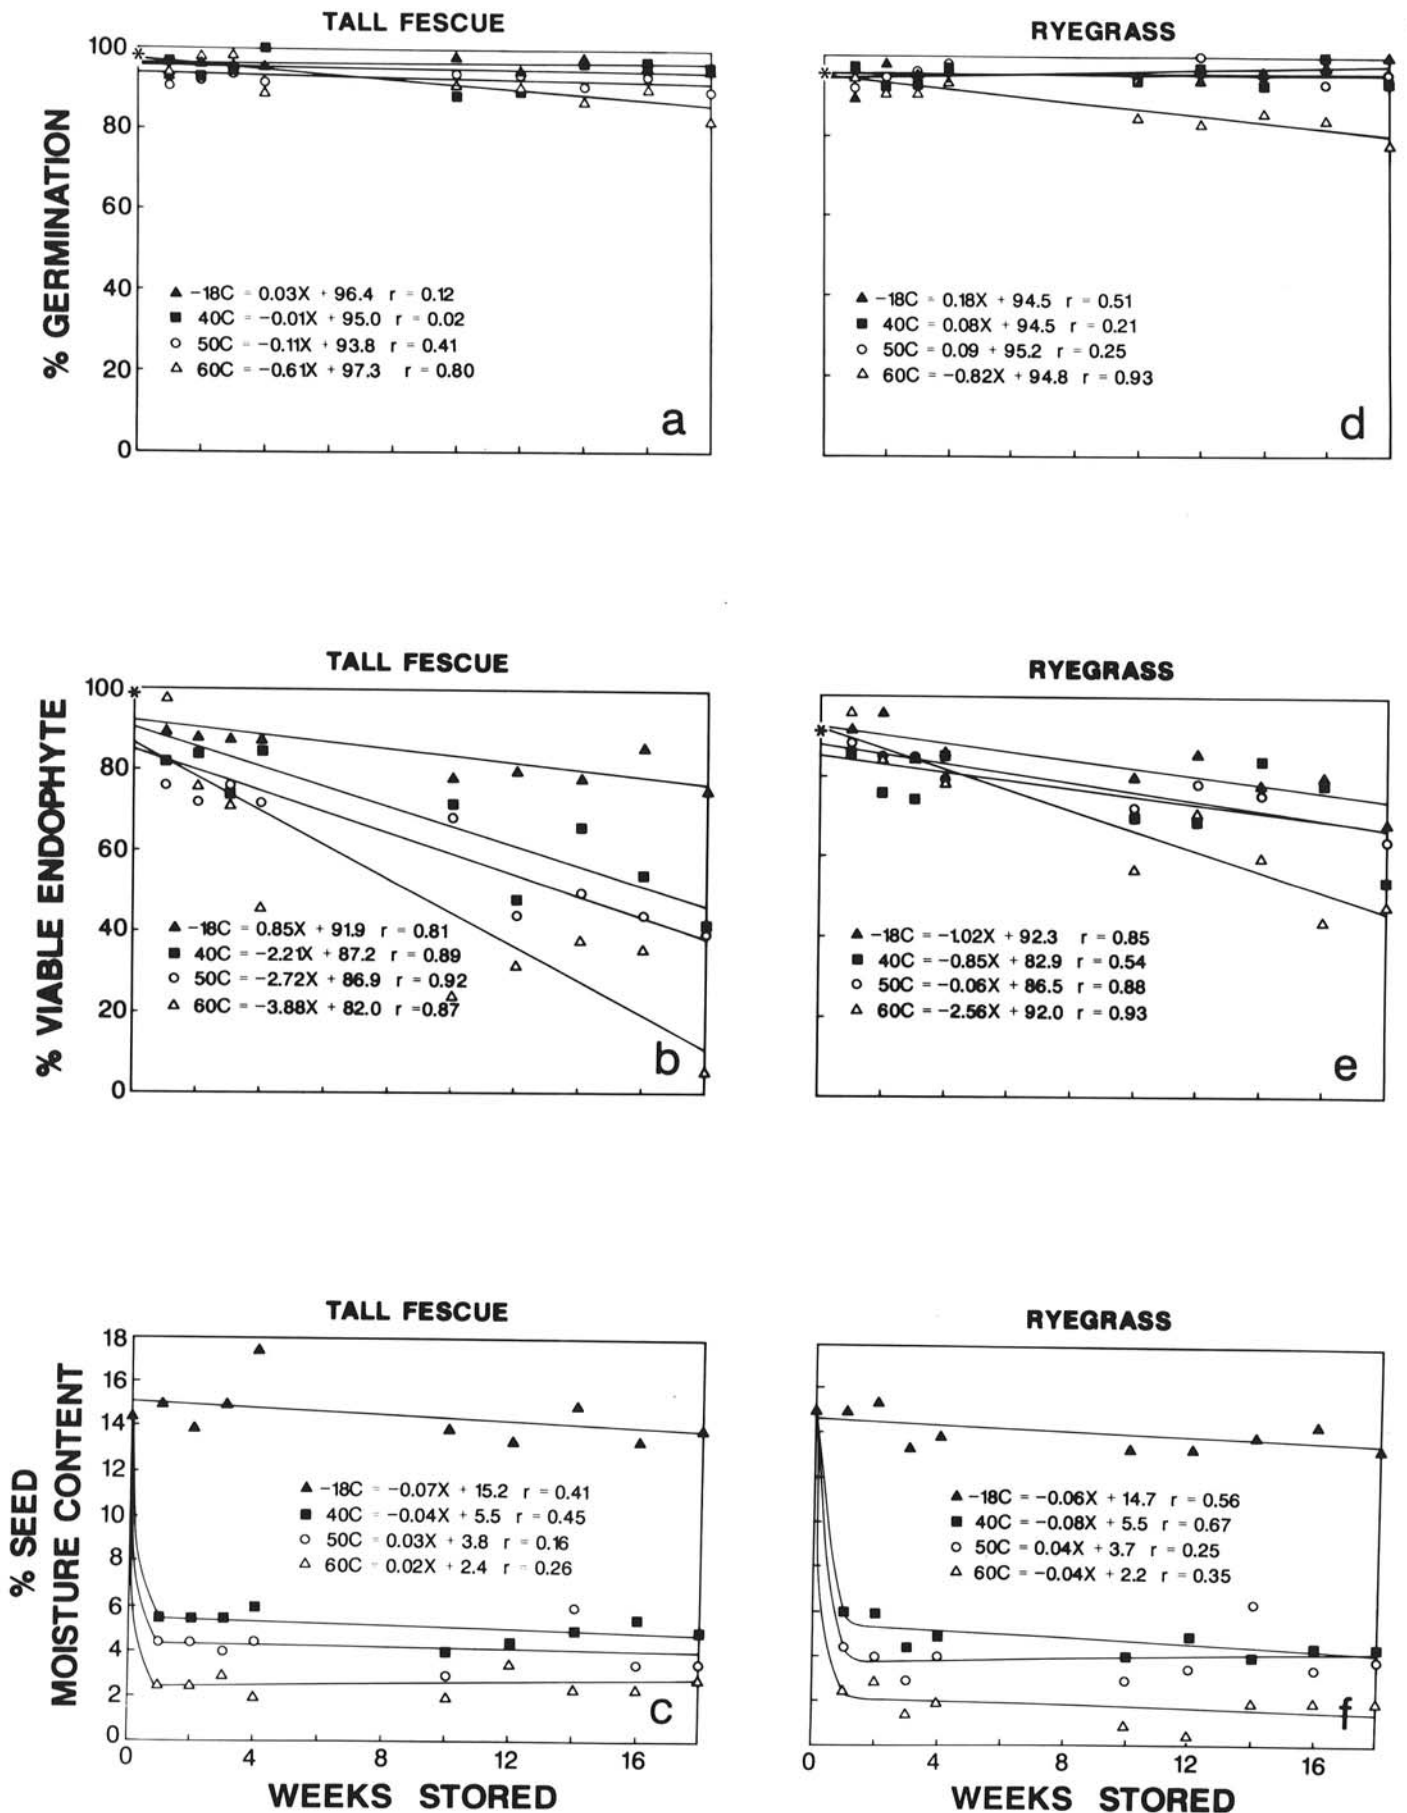 TALL FESCUE
100
80
60
40
20
0
% GERMINATION
▲ -18C = 0.03X + 96.4 r = 0.12
■ 40C = -0.01X + 95.0 r = 0.02
○ 50C = -0.11X + 93.8 r = 0.41
△ 60C = -0.61X + 97.3 r = 0.80
a
RYEGRASS
▲ -18C = 0.18X + 94.5 r = 0.51
■ 40C = 0.08X + 94.5 r = 0.21
○ 50C = 0.09 + 95.2 r = 0.25
△ 60C = -0.82X + 94.8 r = 0.93
d
TALL FESCUE
100
80
60
40
20
0
% VIABLE ENDOPHYTE
▲ -18C = 0.85X + 91.9 r = 0.81
■ 40C = -2.21X + 87.2 r = 0.89
○ 50C = -2.72X + 86.9 r = 0.92
△ 60C = -3.88X + 82.0 r = 0.87
b
RYEGRASS
▲ -18C = -1.02X + 92.3 r = 0.85
■ 40C = -0.85X + 82.9 r = 0.54
○ 50C = -0.06X + 86.5 r = 0.88
△ 60C = -2.56X + 92.0 r = 0.93
e
TALL FESCUE
18
16
14
12
10
8
6
4
2
0
% SEED
MOISTURE CONTENT
▲ -18C = -0.07X + 15.2 r = 0.41
■ 40C = -0.04X + 5.5 r = 0.45
○ 50C = 0.03X + 3.8 r = 0.16
△ 60C = 0.02X + 2.4 r = 0.26
c
0 4 8 12 16
WEEKS STORED
RYEGRASS
▲ -18C = -0.06X + 14.7 r = 0.56
■ 40C = -0.08X + 5.5 r = 0.67
○ 50C = 0.04X + 3.7 r = 0.25
△ 60C = -0.04X + 2.2 r = 0.35
f
0 4 8 12 16
WEEKS STORED